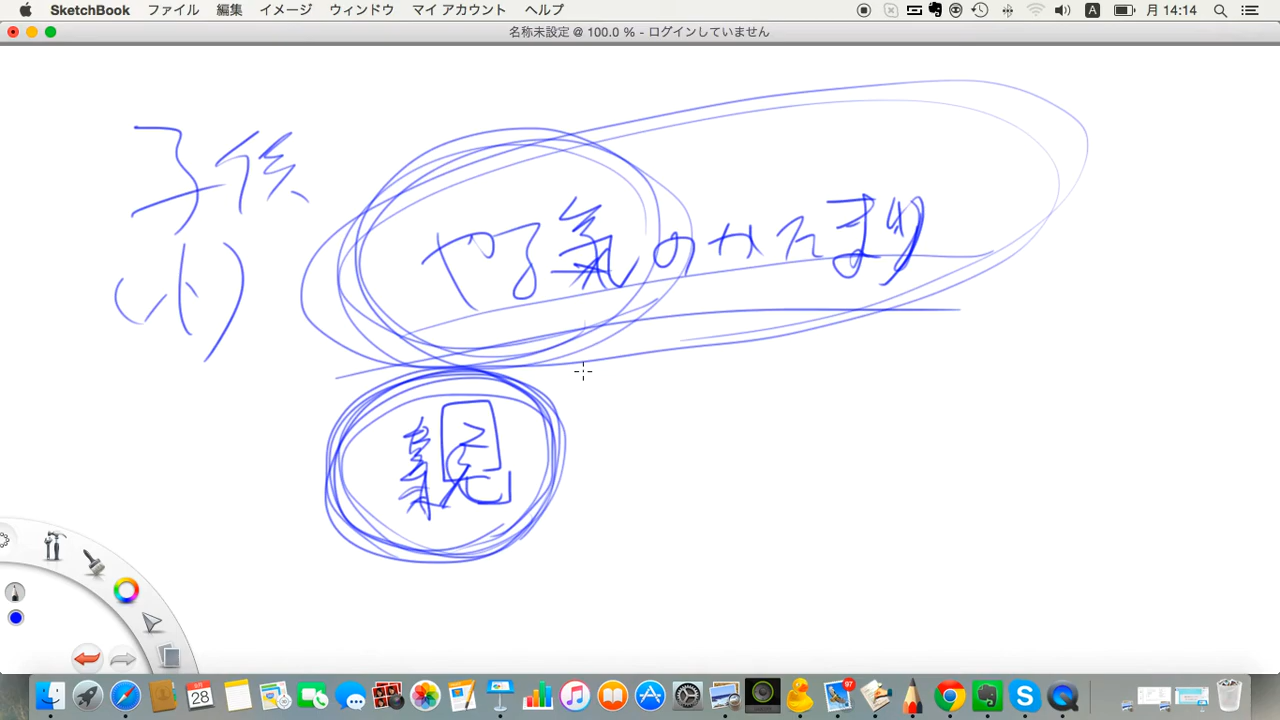 SketchBook ファイル 編集 イメージ ウィンドウ マイ アカウント ヘルプ A 月 14:14
名称未設定 @ 100.0 % - ログインしていません
子供
(小)
やる気のかたまり
親
28
97